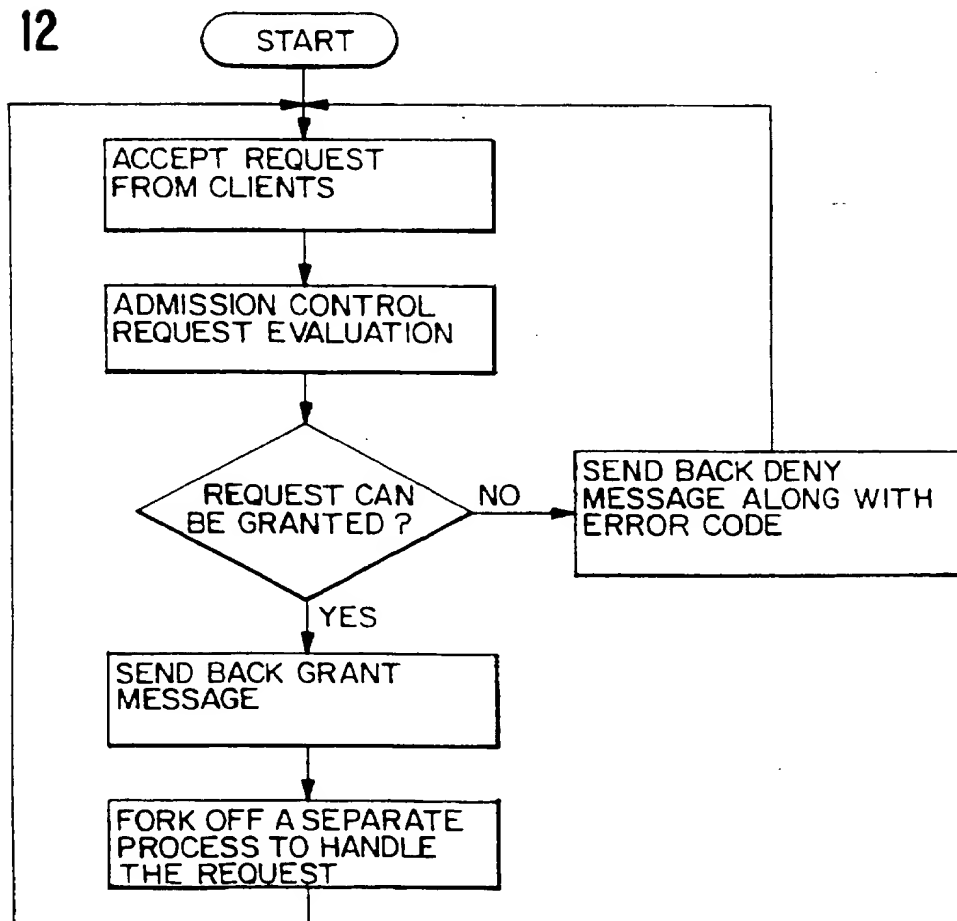 12
START
ACCEPT REQUEST
FROM CLIENTS
ADMISSION CONTROL
REQUEST EVALUATION
REQUEST CAN
BE GRANTED ?
NO
SEND BACK DENY
MESSAGE ALONG WITH
ERROR CODE
YES
SEND BACK GRANT
MESSAGE
FORK OFF A SEPARATE
PROCESS TO HANDLE
THE REQUEST